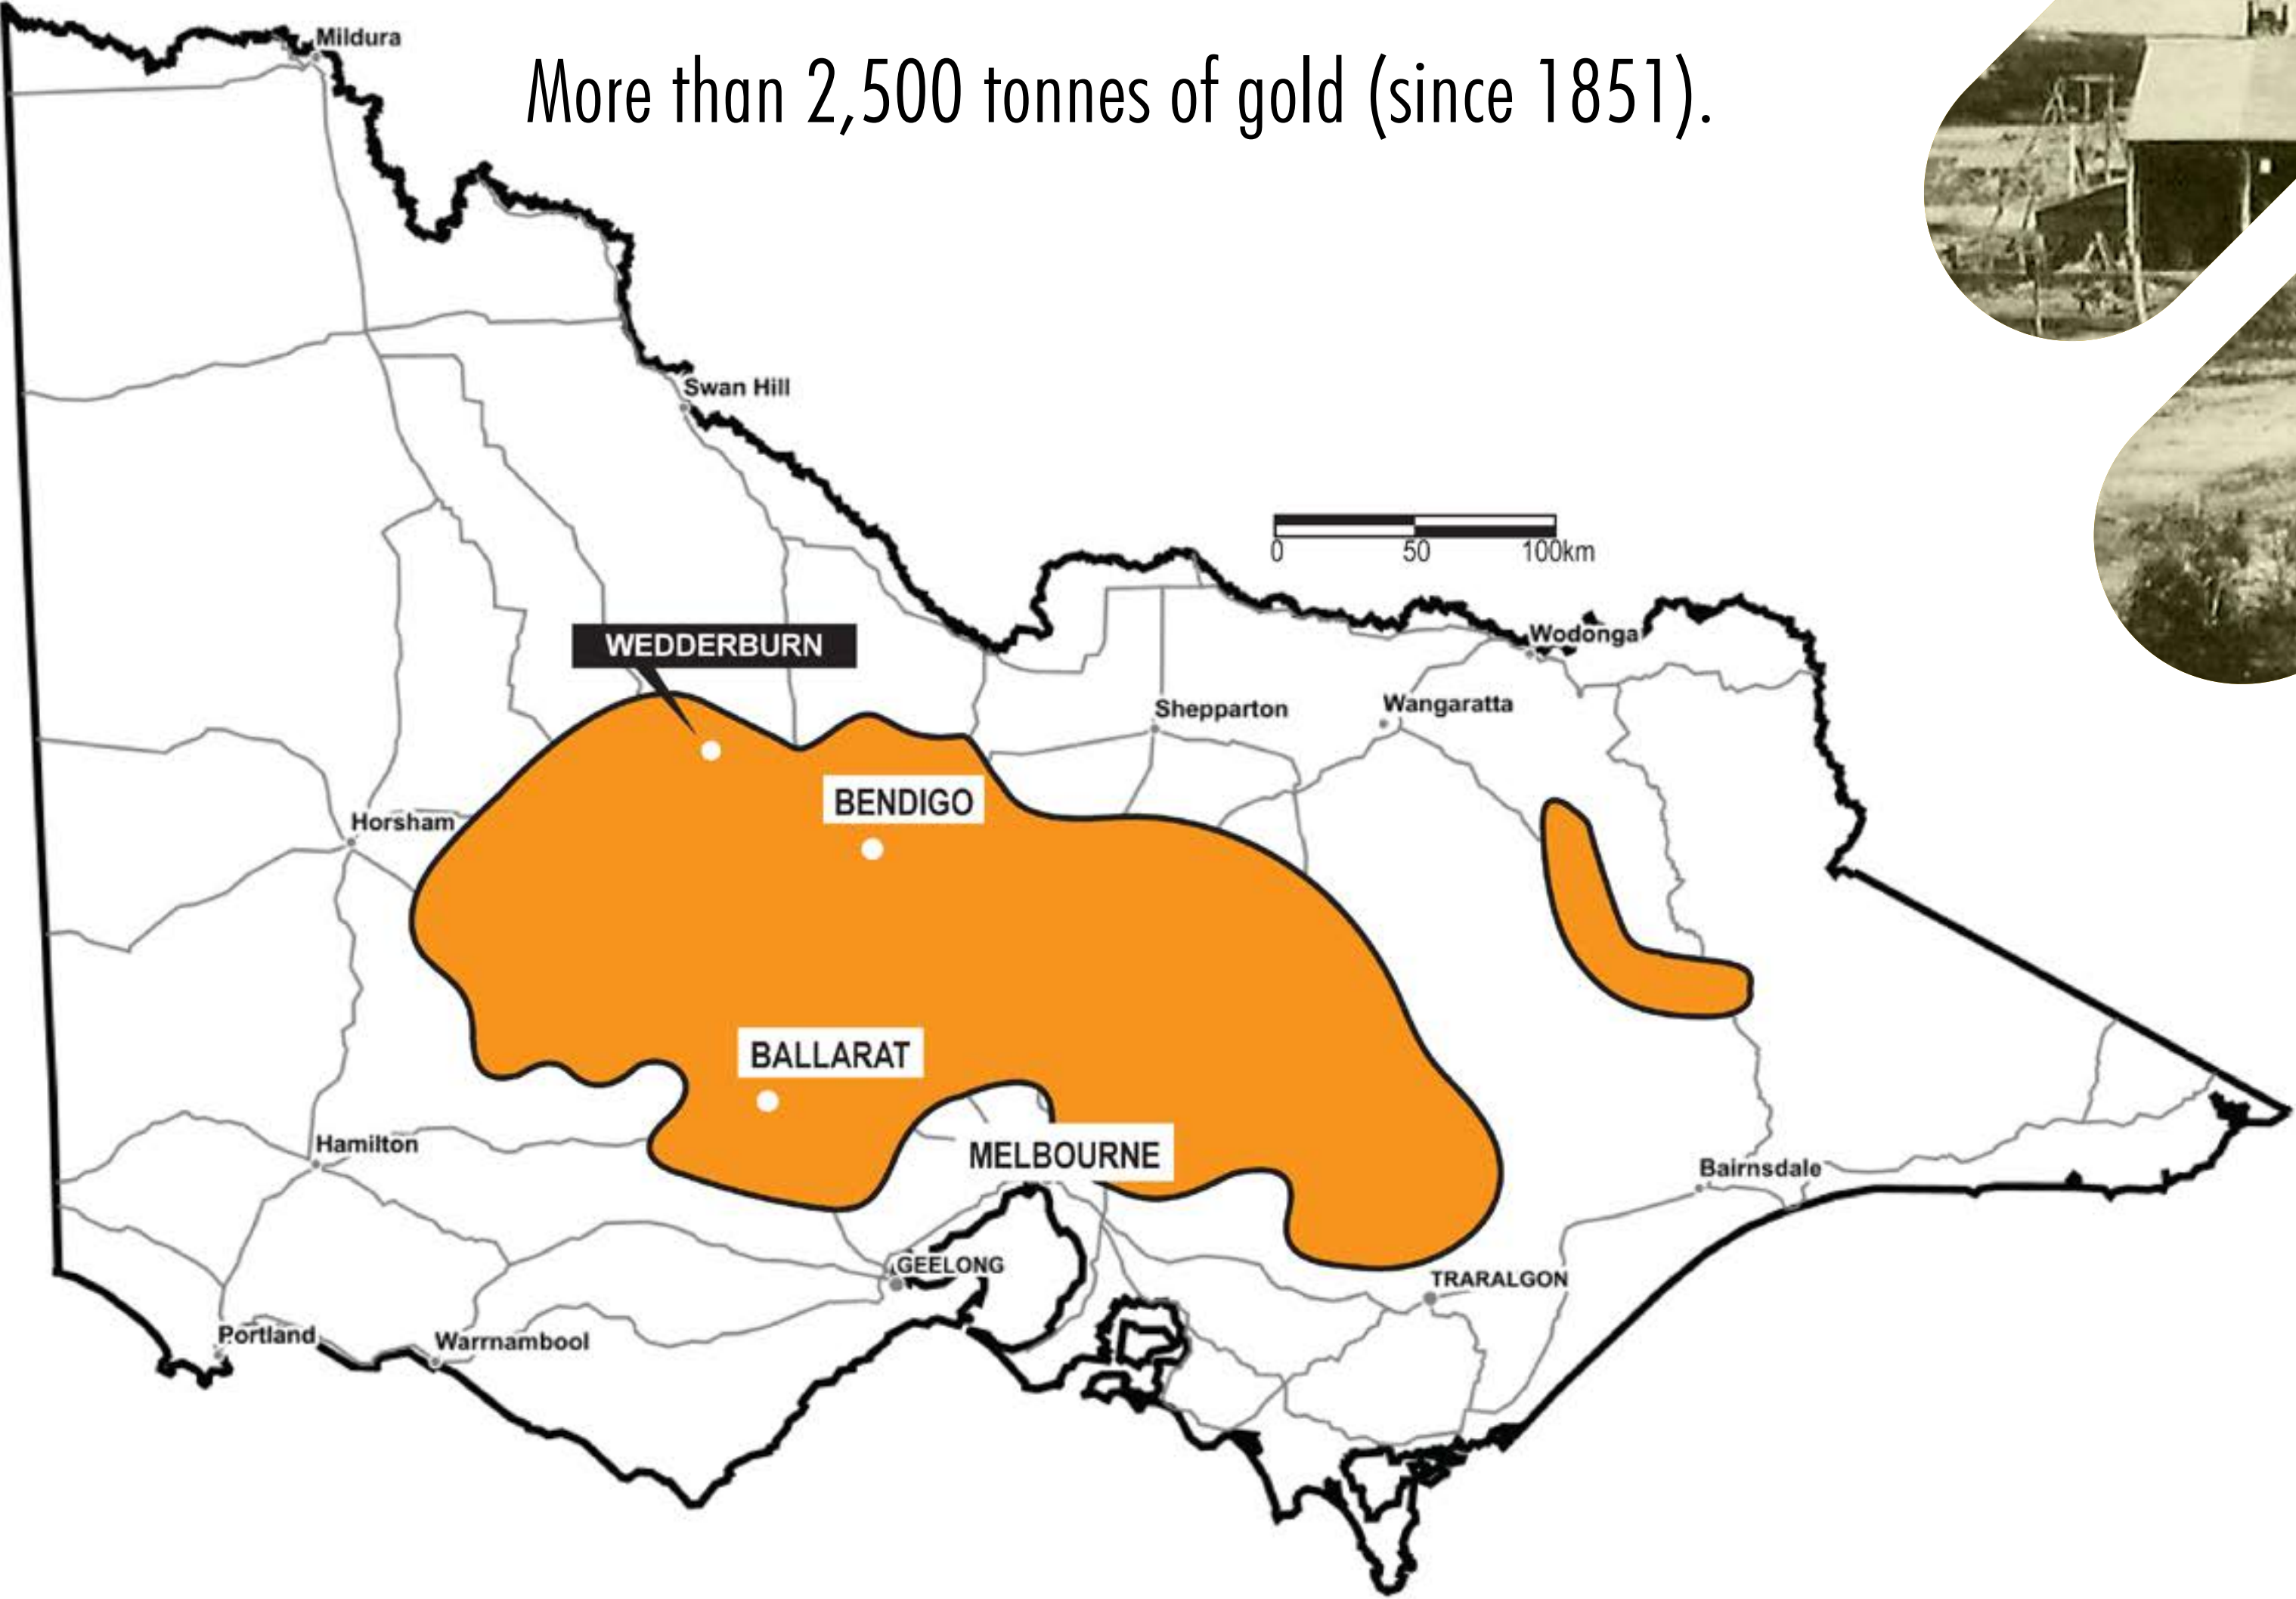 Mildura
More than 2,500 tonnes of gold (since 1851).
Swan Hill
0 50 100km
WEDDERBURN
Wodonga
Shepparton
Wangaratta
BENDIGO
Horsham
BALLARAT
MELBOURNE
Hamilton
Bairnsdale
GEELONG
TRARALGON
Portland
Warrnambool